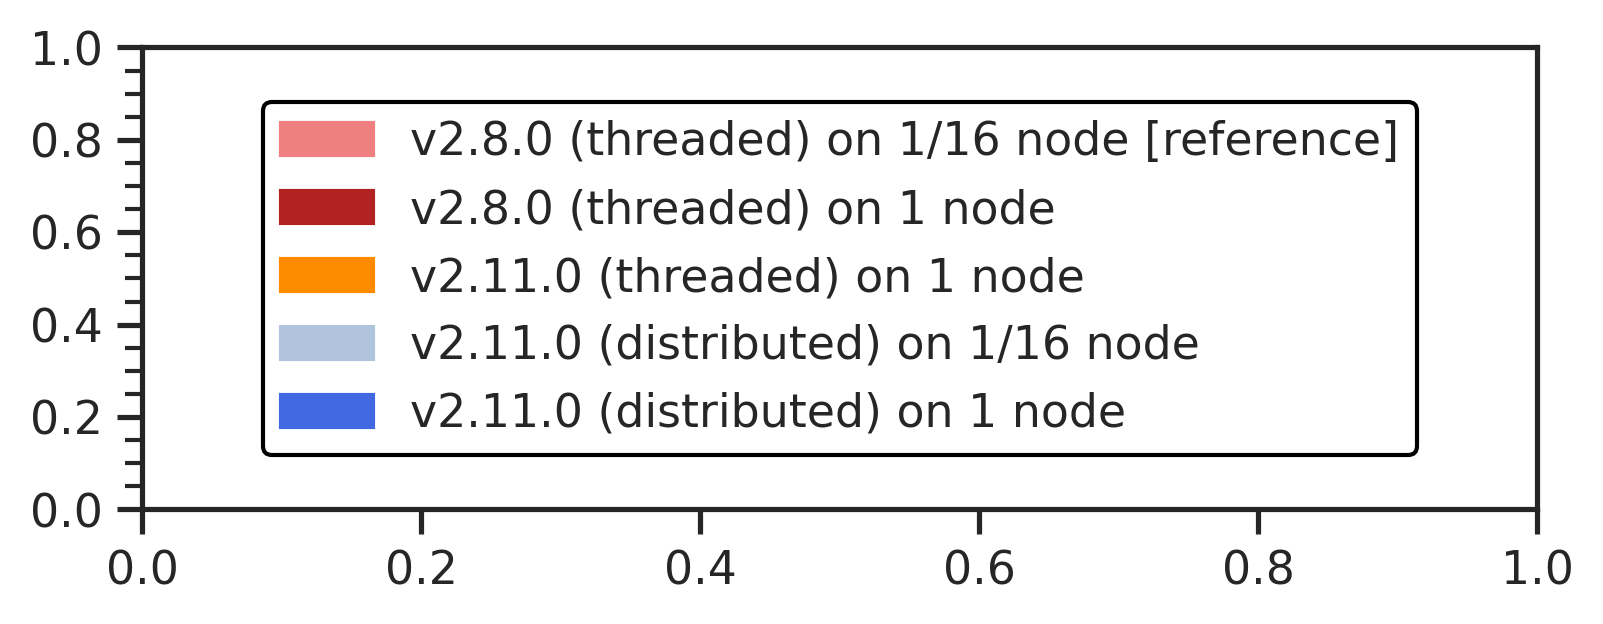 1.0
0.8
0.6
0.4
0.2
0.0
v2.8.0 (threaded) on 1/16 node [reference]
v2.8.0 (threaded) on 1 node
v2.11.0 (threaded) on 1 node
v2.11.0 (distributed) on 1/16 node
v2.11.0 (distributed) on 1 node
0.0 0.2 0.4 0.6 0.8 1.0